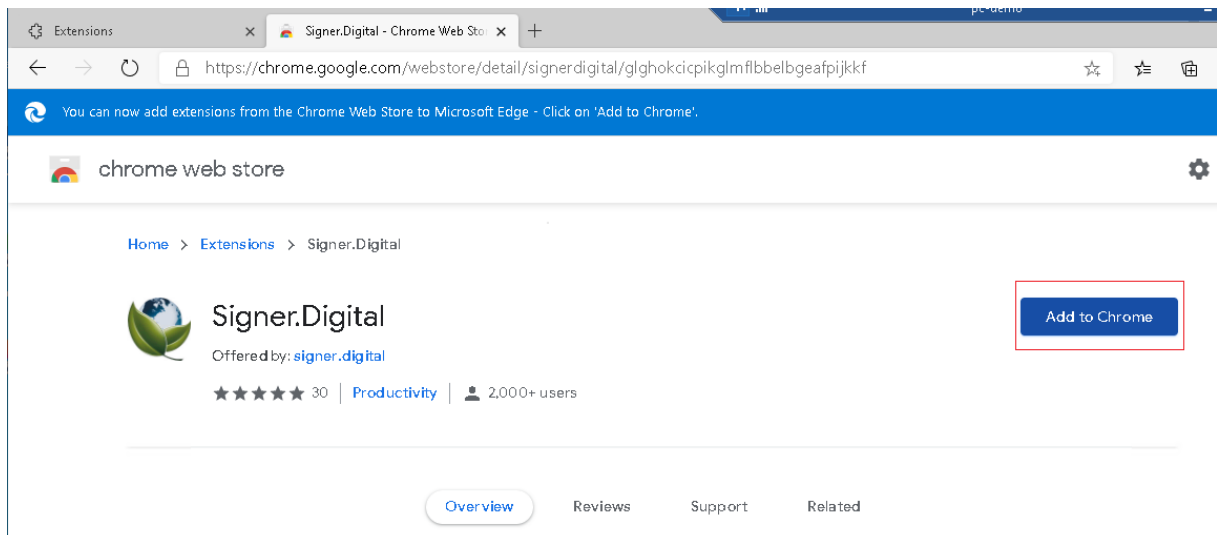 pc-demo
Extensions
Signer.Digital - Chrome Web Sto
https://chrome.google.com/webstore/detail/signerdigital/glghokcicpikglmflbbelbgeafpijkkf
You can now add extensions from the Chrome Web Store to Microsoft Edge - Click on 'Add to Chrome'.
chrome web store
Home > Extensions > Signer.Digital
Signer.Digital
Add to Chrome
Offered by: signer.digital
30 | Productivity | 2,000+ users
Overview Reviews Support Related